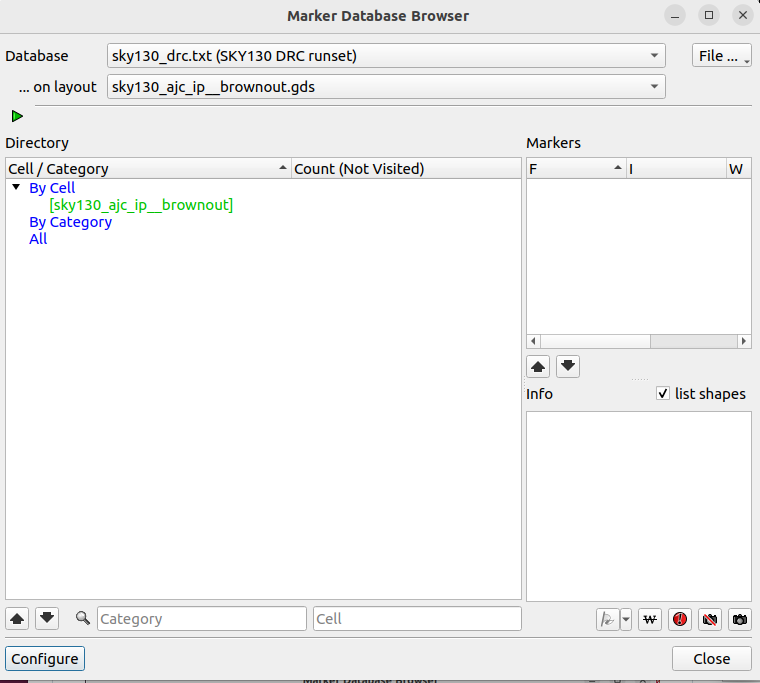 Marker Database Browser
Database sky130_drc.txt (SKY130 DRC runset) File ...
... on layout sky130_ajc_ip__brownout.gds
Directory Markers
Cell / Category Count (Not Visited) F I W
By Cell
[sky130_ajc_ip__brownout]
By Category
All
Info list shapes
Category Cell W
Configure Close